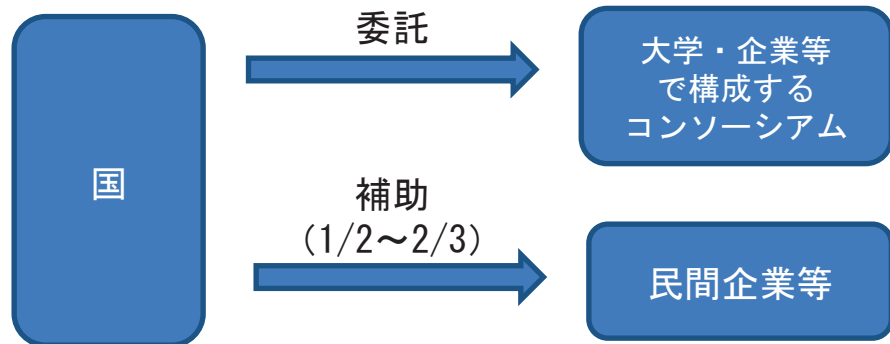 国
委託
大学・企業等
で構成する
コンソーシアム
補助
(1/2～2/3)
民間企業等